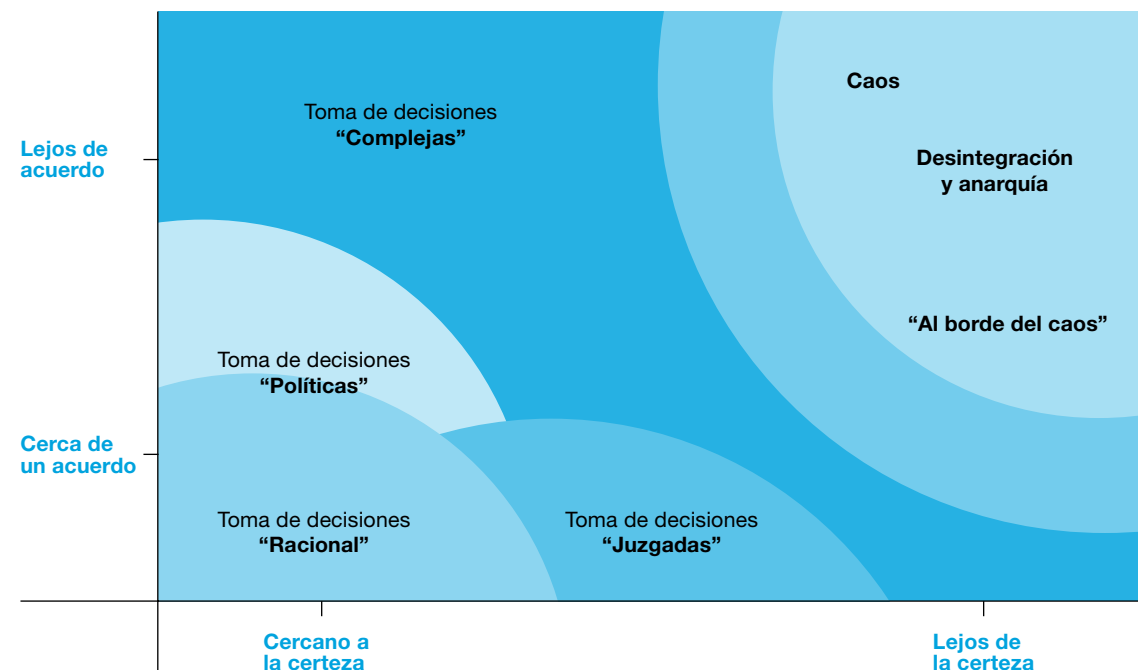 Caos
Toma de decisiones
“Complejas”
Lejos de
acuerdo
Desintegración
y anarquía
“Al borde del caos”
Toma de decisiones
“Políticas”
Cerca de
un acuerdo
Toma de decisiones
“Racional”
Toma de decisiones
“Juzgadas”
Cercano a
la certeza
Lejos de
la certeza